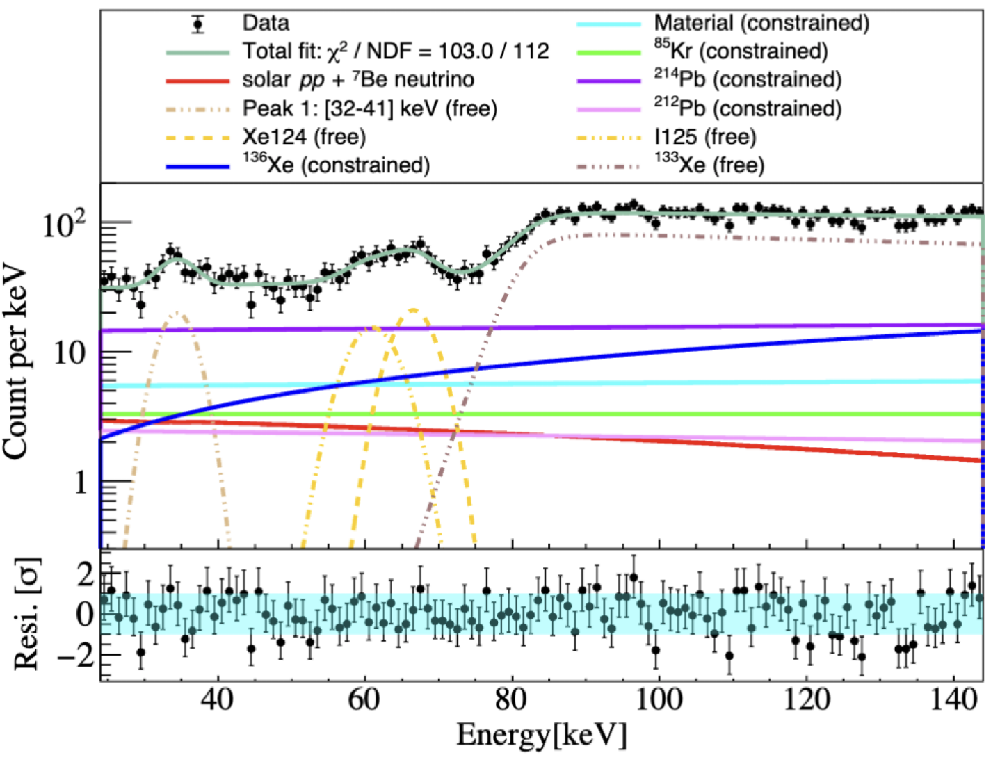 Data
Total fit: χ² / NDF = 103.0 / 112
solar pp + ⁷Be neutrino
Peak 1: [32-41] keV (free)
Xe124 (free)
¹³⁶Xe (constrained)
Material (constrained)
⁸⁵Kr (constrained)
²¹⁴Pb (constrained)
²¹²Pb (constrained)
I125 (free)
¹³³Xe (free)
Count per keV
10²
10
1
Resi. [σ]
2
0
−2
40 60 80 100 120 140
Energy[keV]